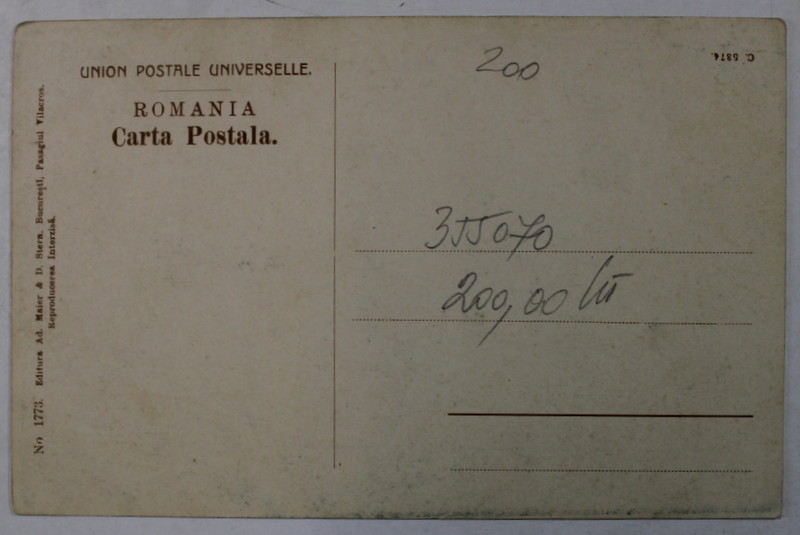 UNION POSTALE UNIVERSELLE.
ROMANIA
Carta Postala.
No 1773. Editura Ad. Maier & D. Stern, Bucureşti, Pasagiul Vilacros.
Reproducerea Interzisă.
200
C. 5374.
355070
200,00 lei